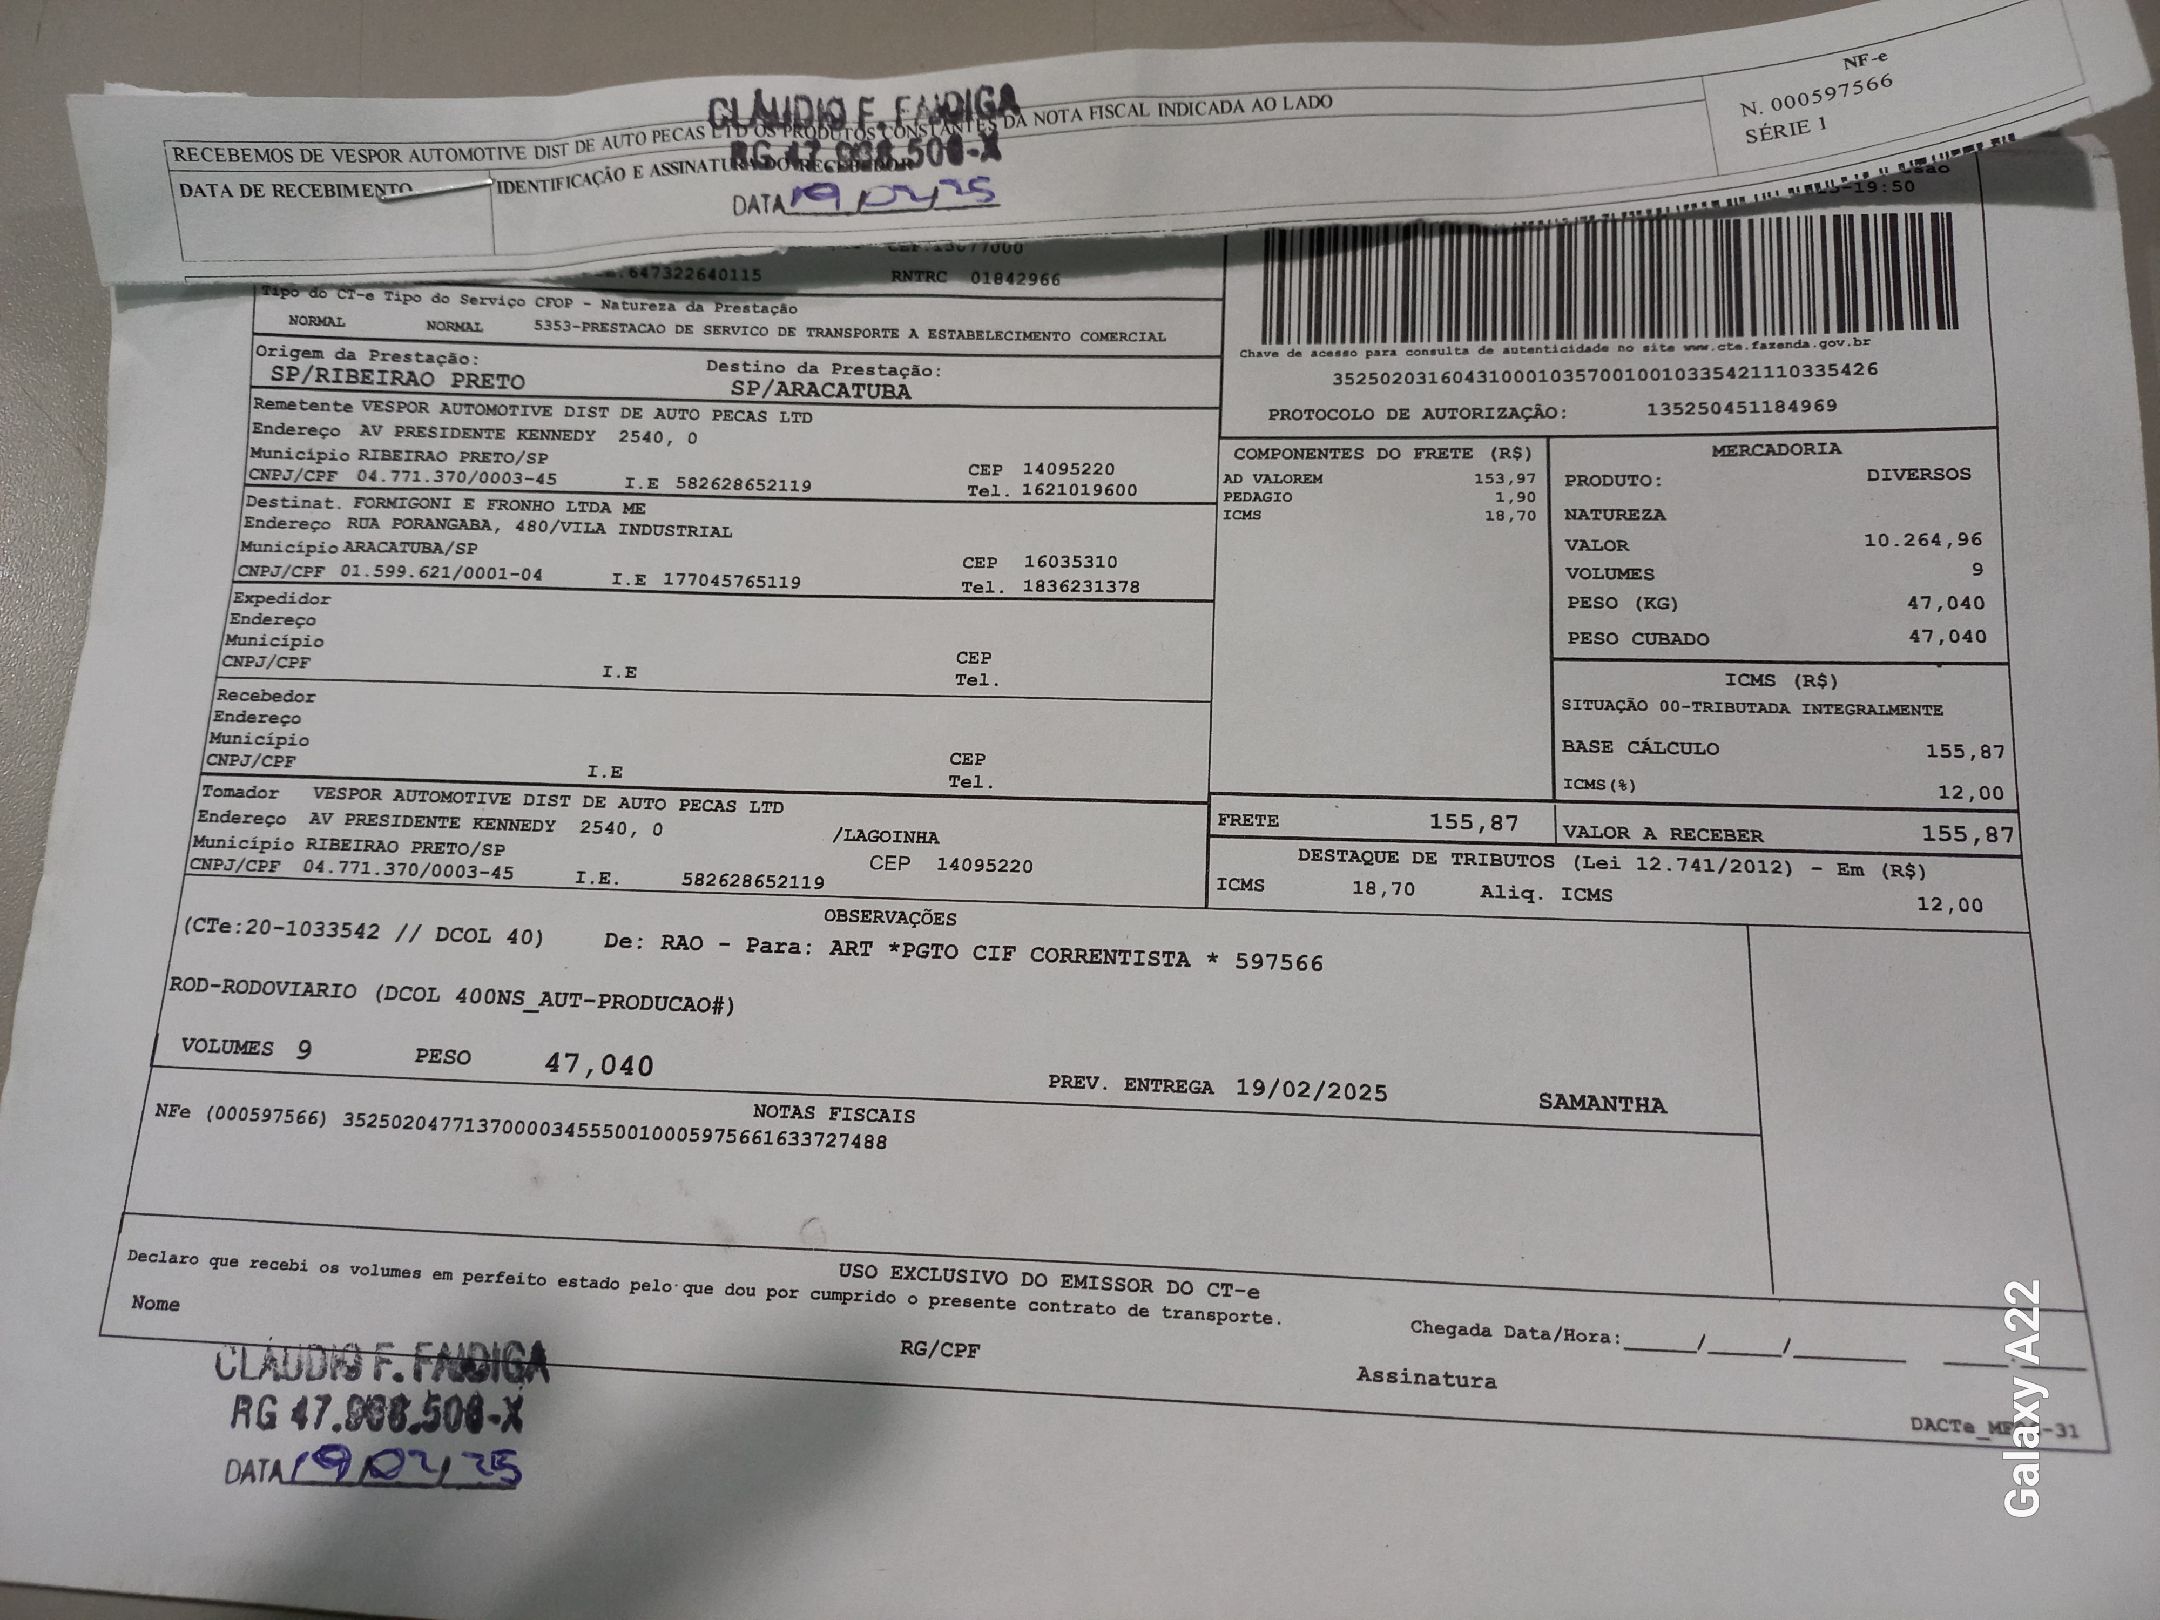 NF-e
N. 000597566
SÉRIE 1
RECEBEMOS DE VESPOR AUTOMOTIVE DIST DE AUTO PECAS LTD OS PRODUTOS CONSTANTES DA NOTA FISCAL INDICADA AO LADO
DATA DE RECEBIMENTO
IDENTIFICAÇÃO E ASSINATURA DO RECEBEDOR
CLÁUDIO F.
DATA 19/02/25
19:50
CEP:13077000
647322640115 RNTRC 01842966
Tipo do CT-e Tipo do Serviço CFOP - Natureza da Prestação
NORMAL NORMAL 5353-PRESTACAO DE SERVICO DE TRANSPORTE A ESTABELECIMENTO COMERCIAL
Origem da Prestação: Destino da Prestação:
SP/RIBEIRAO PRETO SP/ARACATUBA
Remetente VESPOR AUTOMOTIVE DIST DE AUTO PECAS LTD
Endereço AV PRESIDENTE KENNEDY 2540, 0
Município RIBEIRAO PRETO/SP CEP 14095220
CNPJ/CPF 04.771.370/0003-45 I.E 582628652119 Tel. 1621019600
Destinat. FORMIGONI E FRONHO LTDA ME
Endereço RUA PORANGABA, 480/VILA INDUSTRIAL
Município ARACATUBA/SP CEP 16035310
CNPJ/CPF 01.599.621/0001-04 I.E 177045765119 Tel. 1836231378
Expedidor
Endereço
Município CEP
CNPJ/CPF I.E Tel.
Recebedor
Endereço
Município CEP
CNPJ/CPF I.E Tel.
Tomador VESPOR AUTOMOTIVE DIST DE AUTO PECAS LTD
Endereço AV PRESIDENTE KENNEDY 2540, 0 /LAGOINHA
Município RIBEIRAO PRETO/SP CEP 14095220
CNPJ/CPF 04.771.370/0003-45 I.E. 582628652119
Chave de acesso para consulta de autenticidade no site www.cte.fazenda.gov.br
35250203160431000103570010010335421110335426
PROTOCOLO DE AUTORIZAÇÃO: 135250451184969
COMPONENTES DO FRETE (R$)
AD VALOREM 153,97
PEDAGIO 1,90
ICMS 18,70
MERCADORIA
PRODUTO: DIVERSOS
NATUREZA
VALOR 10.264,96
VOLUMES 9
PESO (KG) 47,040
PESO CUBADO 47,040
ICMS (R$)
SITUAÇÃO 00-TRIBUTADA INTEGRALMENTE
BASE CÁLCULO 155,87
ICMS(%) 12,00
FRETE 155,87 VALOR A RECEBER 155,87
DESTAQUE DE TRIBUTOS (Lei 12.741/2012) - Em (R$)
ICMS 18,70 Aliq. ICMS 12,00
OBSERVAÇÕES
(CTe:20-1033542 // DCOL 40) De: RAO - Para: ART *PGTO CIF CORRENTISTA * 597566
ROD-RODOVIARIO (DCOL 400NS_AUT-PRODUCAO#)
VOLUMES 9 PESO 47,040 PREV. ENTREGA 19/02/2025 SAMANTHA
NOTAS FISCAIS
NFe (000597566) 35250204771370000345550010005975661633727488
USO EXCLUSIVO DO EMISSOR DO CT-e
Declaro que recebi os volumes em perfeito estado pelo que dou por cumprido o presente contrato de transporte.
Nome RG/CPF Assinatura Chegada Data/Hora:____/____/______
CLÁUDIO F.
DATA 19/02/25
Galaxy A22